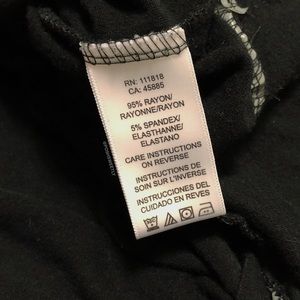 RN: 111818
CA: 45885
95% RAYON/
RAYONNE/RAYON
5% SPANDEX/
ELASTHANNE/
ELASTANO
CARE INSTRUCTIONS
ON REVERSE
INSTRUCTIONS DE
SOIN SUR L'INVERSE
INSTRUCCIONES DEL
CUIDADO EN REVES